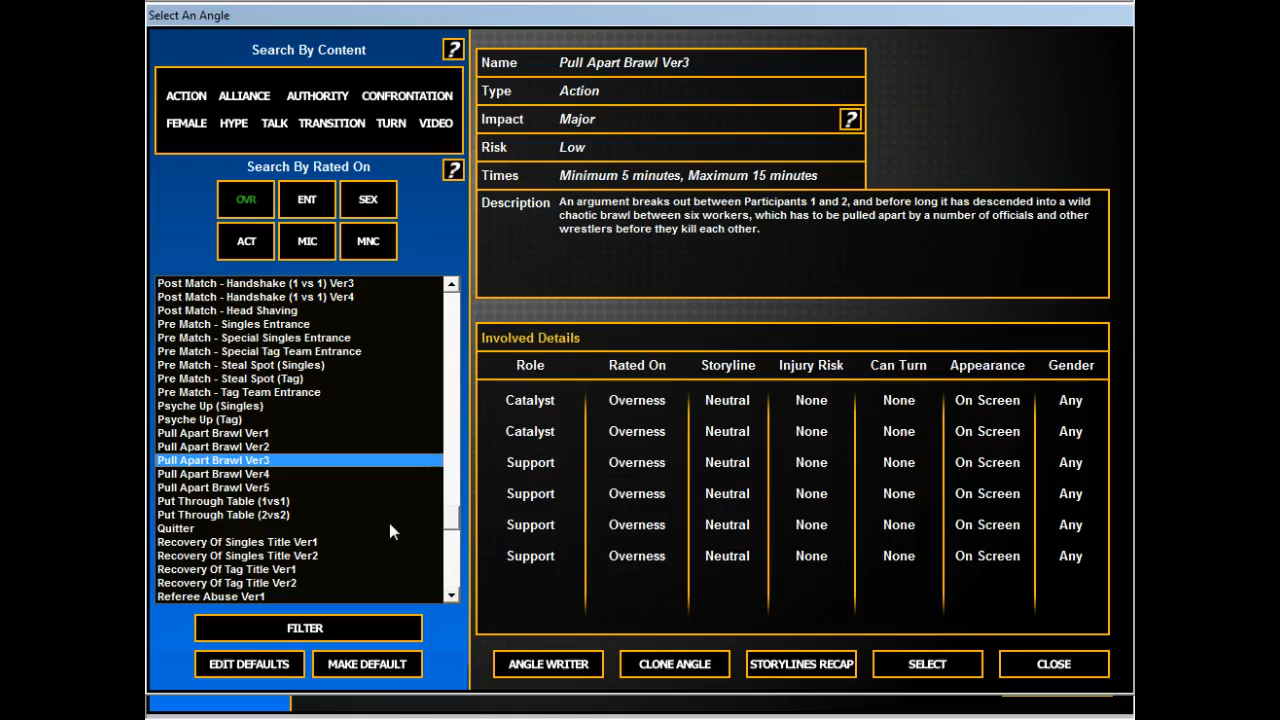 Select An Angle
Search By Content
?
ACTION ALLIANCE AUTHORITY CONFRONTATION
FEMALE HYPE TALK TRANSITION TURN VIDEO
Search By Rated On
?
OVR ENT SEX
ACT MIC MNC
Post Match - Handshake (1 vs 1) Ver3
Post Match - Handshake (1 vs 1) Ver4
Post Match - Head Shaving
Pre Match - Singles Entrance
Pre Match - Special Singles Entrance
Pre Match - Special Tag Team Entrance
Pre Match - Steal Spot (Singles)
Pre Match - Steal Spot (Tag)
Pre Match - Tag Team Entrance
Psyche Up (Singles)
Psyche Up (Tag)
Pull Apart Brawl Ver1
Pull Apart Brawl Ver2
Pull Apart Brawl Ver3
Pull Apart Brawl Ver4
Pull Apart Brawl Ver5
Put Through Table (1vs1)
Put Through Table (2vs2)
Quitter
Recovery Of Singles Title Ver1
Recovery Of Singles Title Ver2
Recovery Of Tag Title Ver1
Recovery Of Tag Title Ver2
Referee Abuse Ver1
FILTER
EDIT DEFAULTS MAKE DEFAULT
Name Pull Apart Brawl Ver3
Type Action
Impact Major ?
Risk Low
Times Minimum 5 minutes, Maximum 15 minutes
Description An argument breaks out between Participants 1 and 2, and before long it has descended into a wild
chaotic brawl between six workers, which has to be pulled apart by a number of officials and other
wrestlers before they kill each other.
Involved Details
Role Rated On Storyline Injury Risk Can Turn Appearance Gender
Catalyst Overness Neutral None None On Screen Any
Catalyst Overness Neutral None None On Screen Any
Support Overness Neutral None None On Screen Any
Support Overness Neutral None None On Screen Any
Support Overness Neutral None None On Screen Any
Support Overness Neutral None None On Screen Any
ANGLE WRITER CLONE ANGLE STORYLINES RECAP SELECT CLOSE